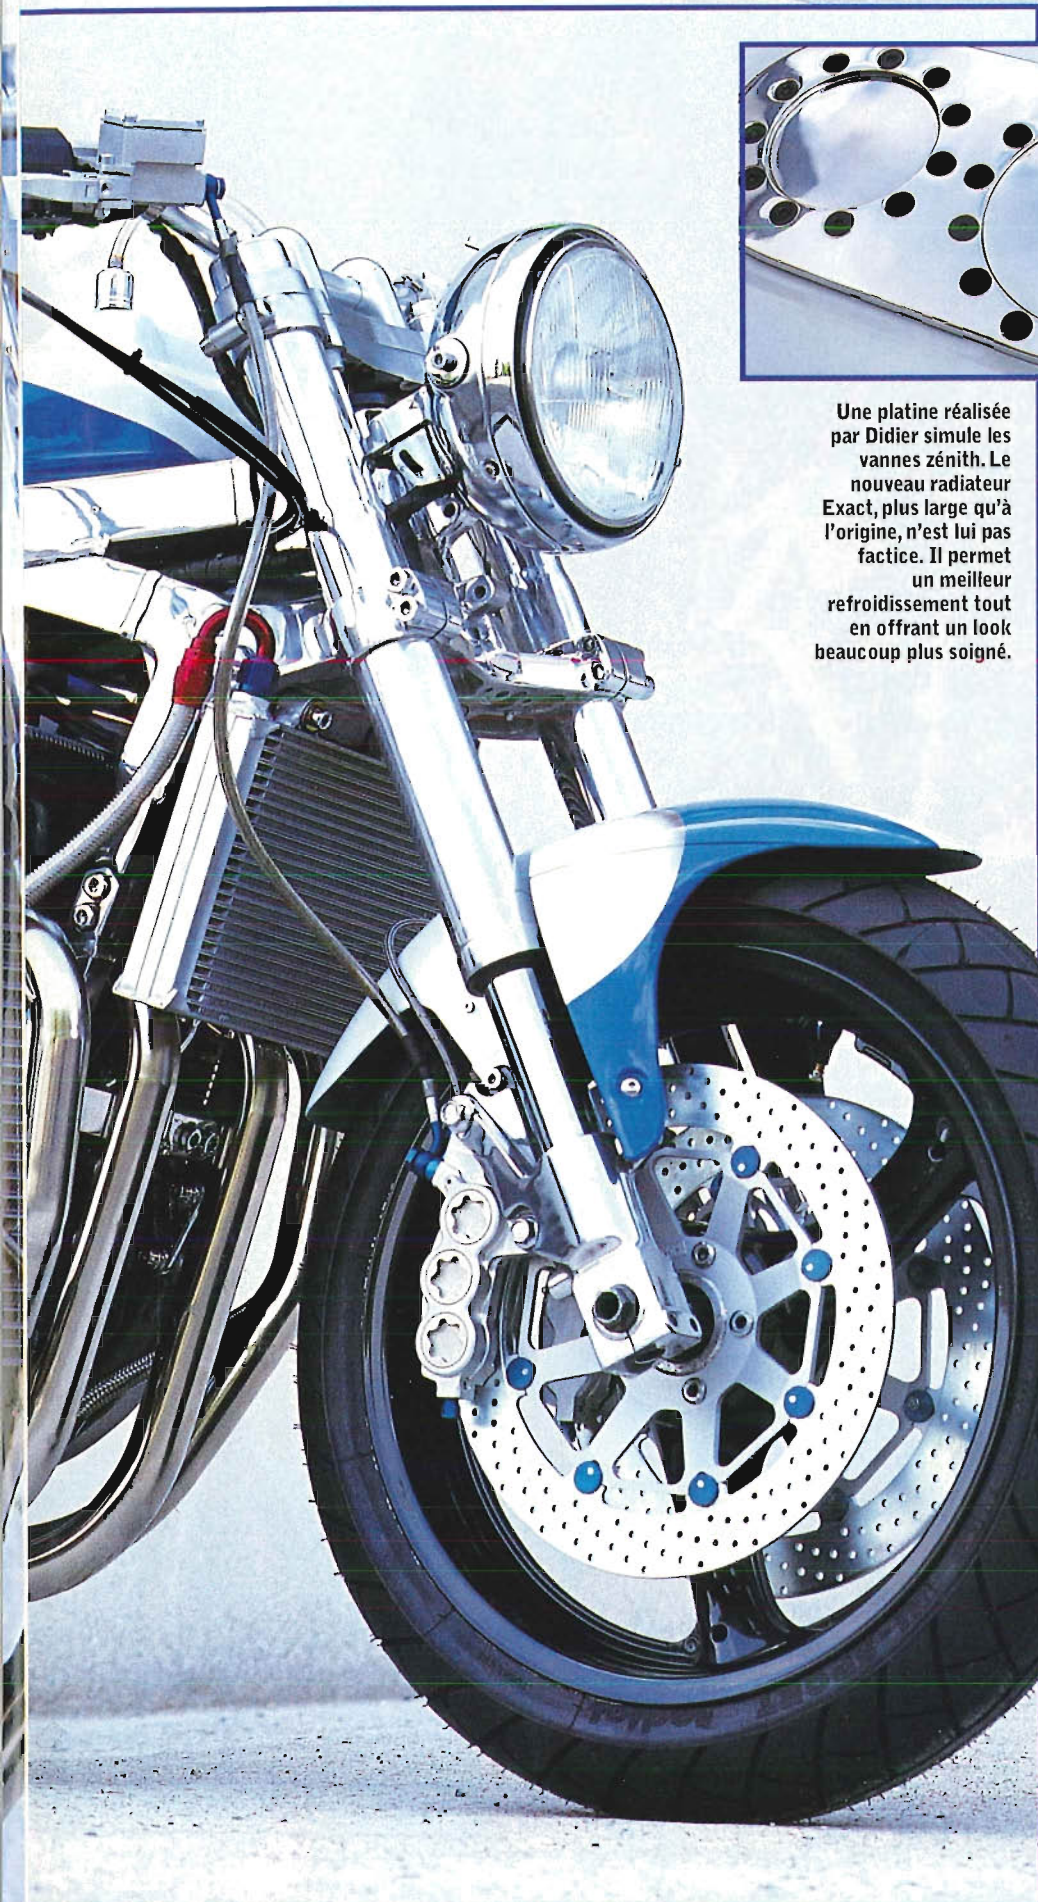 Une platine réalisée
par Didier simule les
vannes zénith. Le
nouveau radiateur
Exact, plus large qu'à
l'origine, n'est lui pas
factice. Il permet
un meilleur
refroidissement tout
en offrant un look
beaucoup plus soigné.